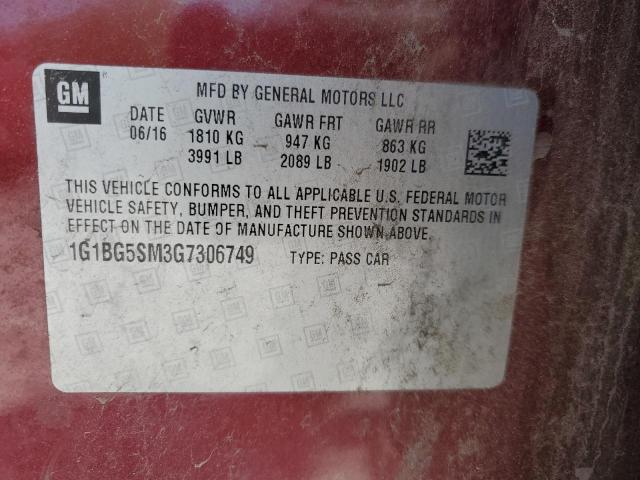 GM
MFD BY GENERAL MOTORS LLC
DATE GVWR GAWR FRT GAWR RR
06/16 1810 KG 947 KG 863 KG
3991 LB 2089 LB 1902 LB
THIS VEHICLE CONFORMS TO ALL APPLICABLE U.S. FEDERAL MOTOR
VEHICLE SAFETY, BUMPER, AND THEFT PREVENTION STANDARDS IN
EFFECT ON THE DATE OF MANUFACTURE SHOWN ABOVE.
1G1BG5SM3G7306749 TYPE: PASS CAR